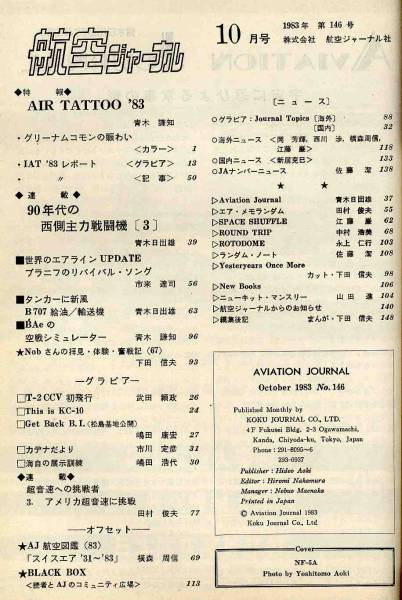 航空ジャーナル
10月号
1983年 第146号
株式会社 航空ジャーナル社
◆特 報◆
AIR TATTOO '83
青木 謙知
・グリーナムコモンの賑わい
<カラー> 1
・IAT '83 レポート <グラビア> 13
・ 〃 <記 事> 50
◆ 連 載 ◆
90年代の
西側主力戦闘機〔3〕
青木日出雄 39
■世界のエアライン UPDATE
ブラニフのリバイバル・ソング
市来 達司 56
■タンカーに新風
B707給油/輸送機 青木日出雄 63
■BAeの
空戦シミュレーター 青木 謙知 96
★Nobさんの拝見・体験・奮戦記 (67)
下田 信夫 93
―グラビア―
□T-2CCV 初飛行 武田 頼政 26
□This is KC-10 24
□Get Back B.I.(松島基地公開)
嶋田 康宏 27
□カデナだより 市川 定彦 31
□海自の展示訓練 嶋田 浩代 30
◆連 載◆
超音速への挑戦者
3. アメリカ超音速に挑戦
田村 俊夫 77
―オフセット―
★AJ 航空図鑑 (83)
「スイスエア '31~'83」 横森 周信 69
★BLACK BOX
<読者とAJのコミュニティ広場> 113
〔ニュース〕
○グラビア:Journal Topics〔海外〕 88
〔国内〕 32
○海外ニュース <関 芳輝, 西川 渉, 横森周信,
江藤 巌> 118
○国内ニュース <新居克巳> 133
○JAナンバーニュース 佐藤 潔 138
★ ★
▷Aviation Journal 青木日出雄 37
▷エア・メモランダム 田村 俊夫 55
▷SPACE SHUFFLE 江藤 巌 62
▷ROUND TRIP 中村 浩美 68
▷ROTODOME 永上 仁行 103
▷ランダム・ノート 佐藤 潔 108
▷Yesteryears Once More
カット・下田 信夫 98
▷New Books 106
▷ニューキット・マンスリー 山田 進 104
▷航空ジャーナルからのお知らせ 140
▷編集後記 まんが・下田 信夫 148
AVIATION JOURNAL
October 1983 No.146
Published Monthly by
KOKU JOURNAL CO., LTD.
4F Fukusei Bldg. 2-3 Ogawamachi,
Kanda, Chiyoda-ku, Tokyo, Japan
Phone: 291-8095~6
293-0937
Publisher: Hideo Aoki
Editor: Hiromi Nakamura
Manager: Nobuo Maenaka
Printed in Japan
© Aviation Journal 1983
Koku Journal Co., Ltd
Cover
NF-5A
Photo by Yoshitomo Aoki